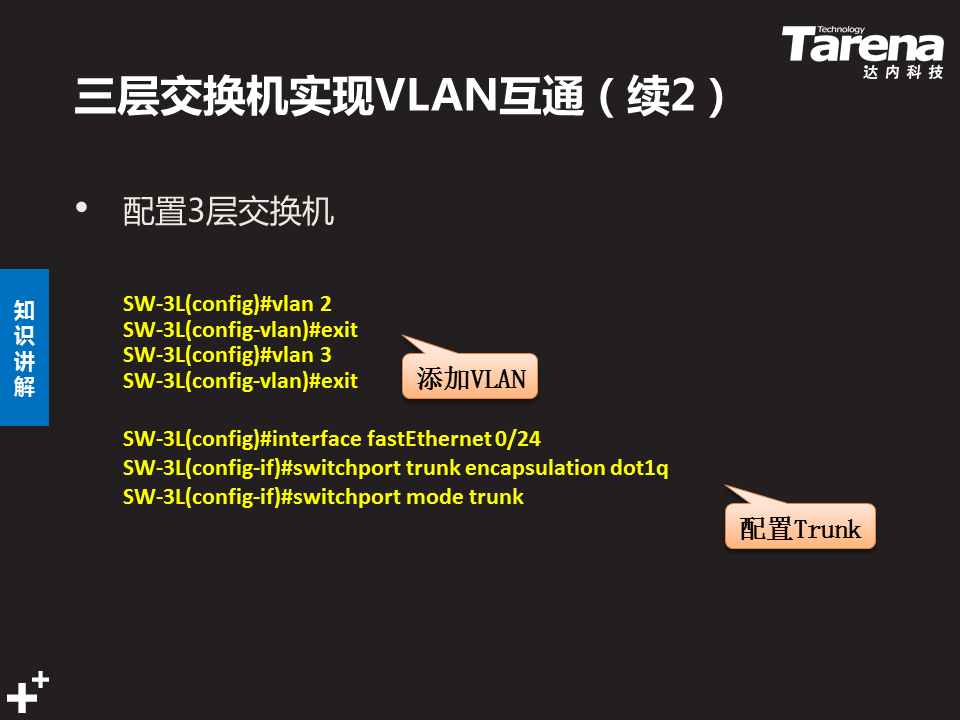 Technology
Tarena
达内科技
三层交换机实现VLAN互通（续2）
• 配置3层交换机
知识讲解
SW-3L(config)#vlan 2
SW-3L(config-vlan)#exit
SW-3L(config)#vlan 3
SW-3L(config-vlan)#exit
添加VLAN
SW-3L(config)#interface fastEthernet 0/24
SW-3L(config-if)#switchport trunk encapsulation dot1q
SW-3L(config-if)#switchport mode trunk
配置Trunk